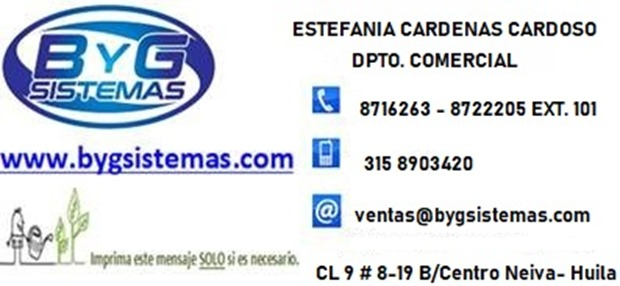 ByG
SISTEMAS
www.bygsistemas.com
Imprima este mensaje SOLO si es necesario.
ESTEFANIA CARDENAS CARDOSO
DPTO. COMERCIAL
8716263 - 8722205 EXT. 101
315 8903420
@ ventas@bygsistemas.com
CL 9 # 8-19 B/Centro Neiva- Huila